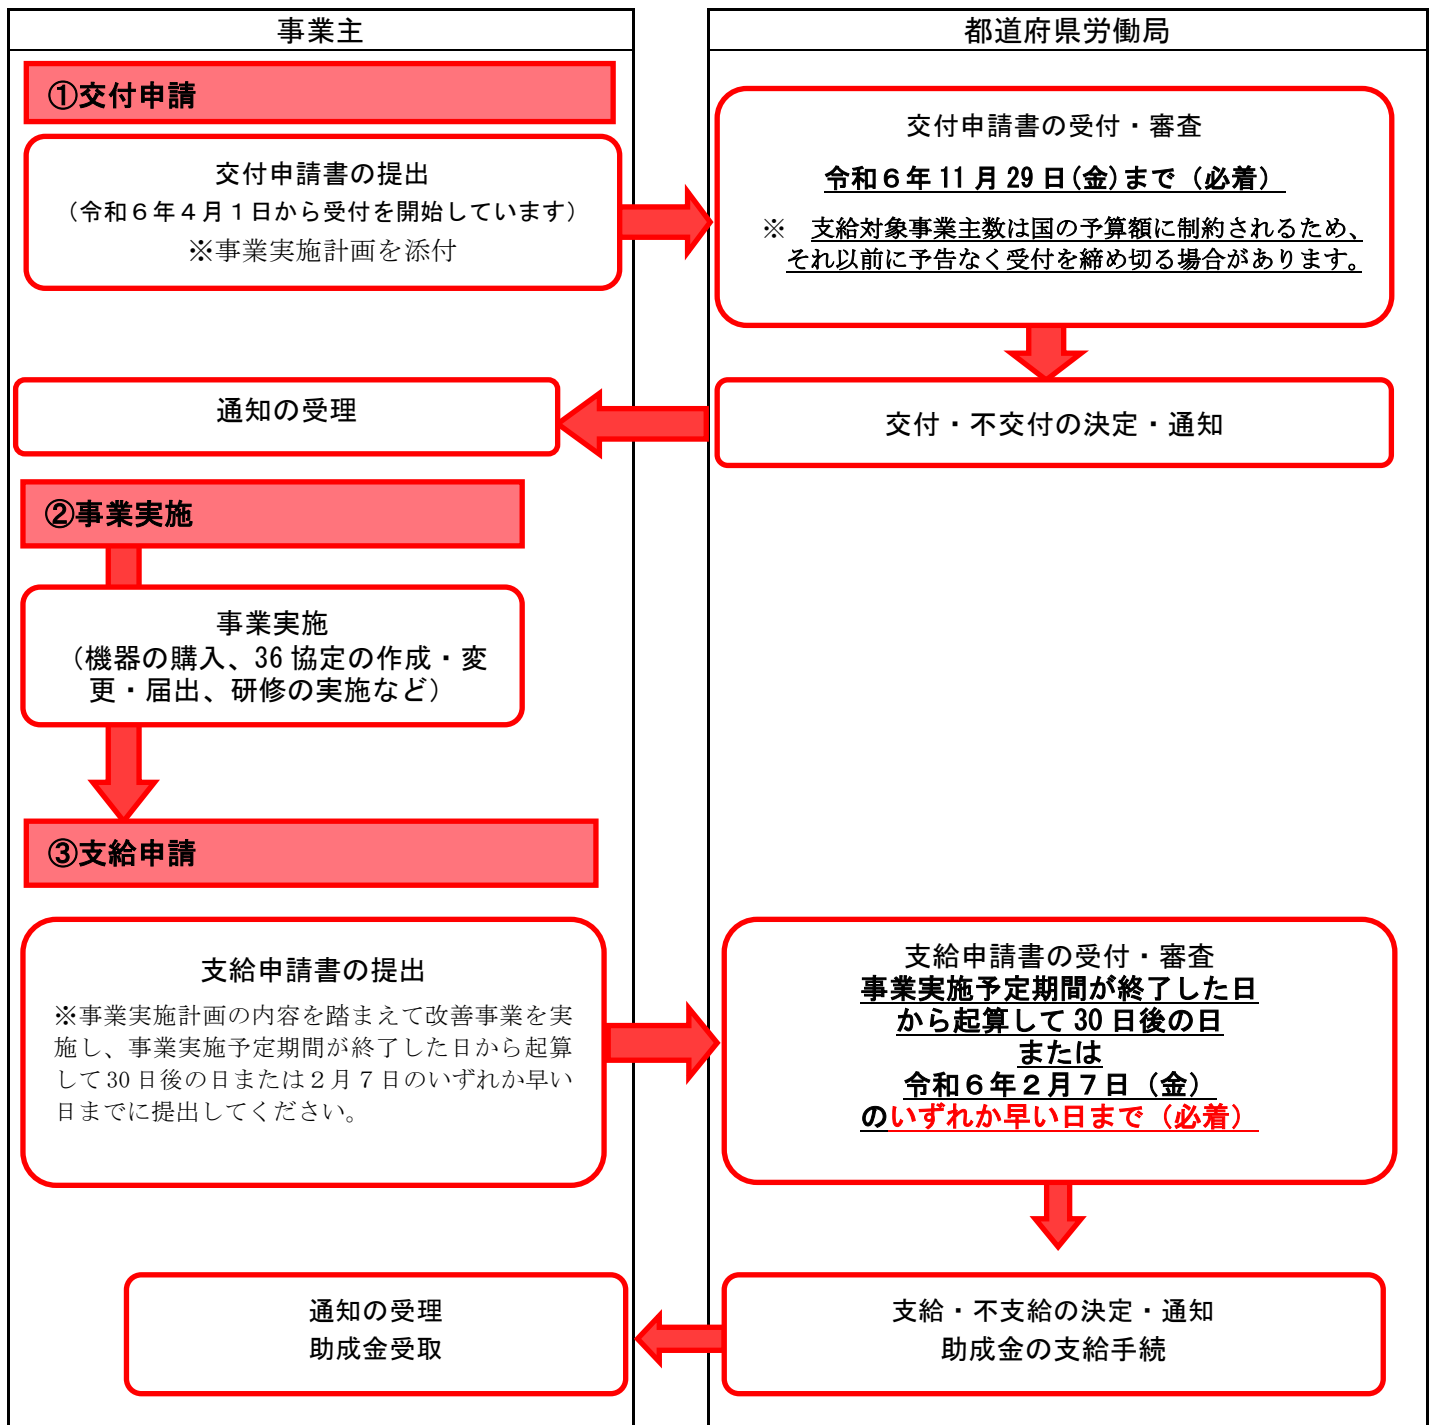 事業主
都道府県労働局
①交付申請
交付申請書の提出
（令和６年４月１日から受付を開始しています）
※事業実施計画を添付
交付申請書の受付・審査
令和６年 11 月 29 日(金)まで（必着）
※　支給対象事業主数は国の予算額に制約されるため、
それ以前に予告なく受付を締め切る場合があります。
通知の受理
交付・不交付の決定・通知
②事業実施
事業実施
（機器の購入、36 協定の作成・変
更・届出、研修の実施など）
③支給申請
支給申請書の提出
※事業実施計画の内容を踏まえて改善事業を実
施し、事業実施予定期間が終了した日から起算
して 30 日後の日または２月７日のいずれか早い
日までに提出してください。
支給申請書の受付・審査
事業実施予定期間が終了した日
から起算して 30 日後の日
または
令和６年２月７日（金）
のいずれか早い日まで（必着）
通知の受理
助成金受取
支給・不支給の決定・通知
助成金の支給手続